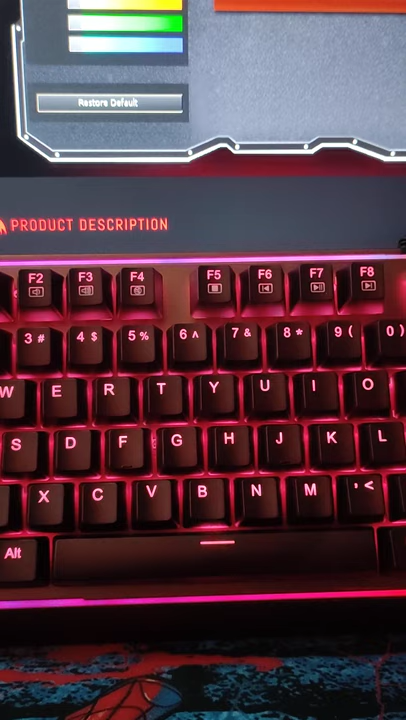 Restore Default
PRODUCT DESCRIPTION
F2 F3 F4 F5 F6 F7 F8
3 # 4 $ 5 % 6 ^ 7 & 8 * 9 ( 0 )
W E R T Y U I O
S D F G H J K L
X C V B N M , <
Alt